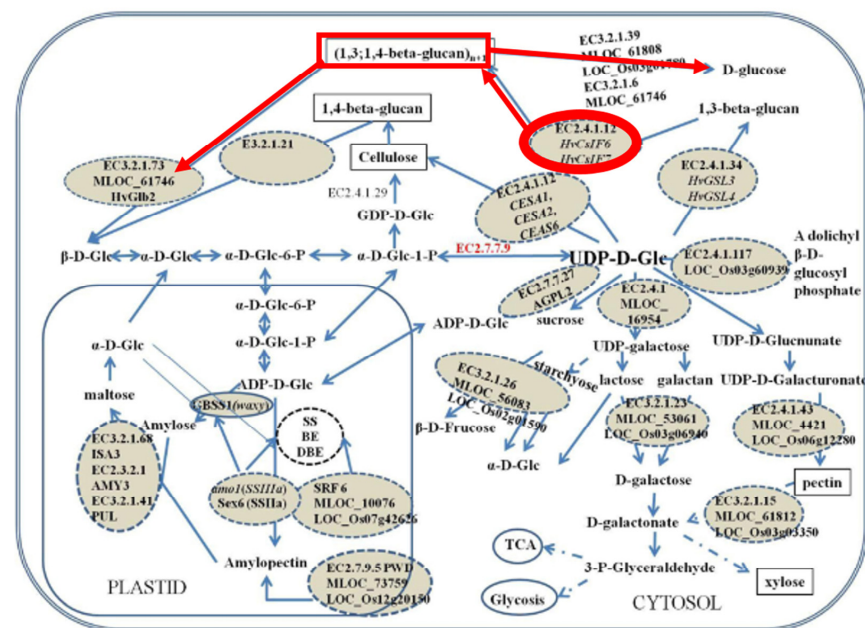 (1,3;1,4-beta-glucan)n+1
EC3.2.1.39
MLOC_61808
LOC_Os03g01780
EC3.2.1.6
MLOC_61746
D-glucose
1,4-beta-glucan
E3.2.1.21
EC2.4.1.12
HvCsIF6
HvCsIF7
1,3-beta-glucan
EC3.2.1.73
MLOC_61746
HvGlb2
Cellulose
EC2.4.1.29
GDP-D-Glc
EC2.4.1.12
CESA1,
CESA2,
CEAS6
EC2.4.1.34
HvGSL3
HvGSL4
β-D-Glc
α-D-Glc
α-D-Glc-6-P
α-D-Glc-1-P
EC2.7.7.9
UDP-D-Glc
EC2.4.1.117
LOC_Os03g60939
A dolichyl
β-D-
glucosyl
phosphate
EC2.7.7.27
AGPL2
EC2.4.1
MLOC_
16954
α-D-Glc-6-P
α-D-Glc-1-P
ADP-D-Glc
sucrose
UDP-galactose
UDP-D-Glucnunate
α-D-Glc
ADP-D-Glc
EC3.2.1.26
MLOC_56083
LOC_Os02g01590
starchyose
lactose
galactan
UDP-D-Galacturonate
maltose
GBSS1(waxy)
Amylose
SS
BE
DBE
β-D-Frucose
α-D-Glc
EC3.2.1.23
MLOC_53061
LOC_Os03g06940
EC2.4.1.43
MLOC_4421
LOC_Os06g12280
EC3.2.1.68
ISA3
EC2.3.2.1
AMY3
EC3.2.1.41
PUL
amo1(SSIIIa)
Sex6 (SSIIa)
SRF6
MLOC_10076
LOC_Os07g42626
D-galactose
pectin
EC3.2.1.15
MLOC_61812
LOC_Os03g03350
D-galactonate
Amylopectin
EC2.7.9.5 PWD
MLOC_73759
LOC_Os12g20150
TCA
3-P-Glyceraldehyde
xylose
Glycosis
PLASTID
CYTOSOL